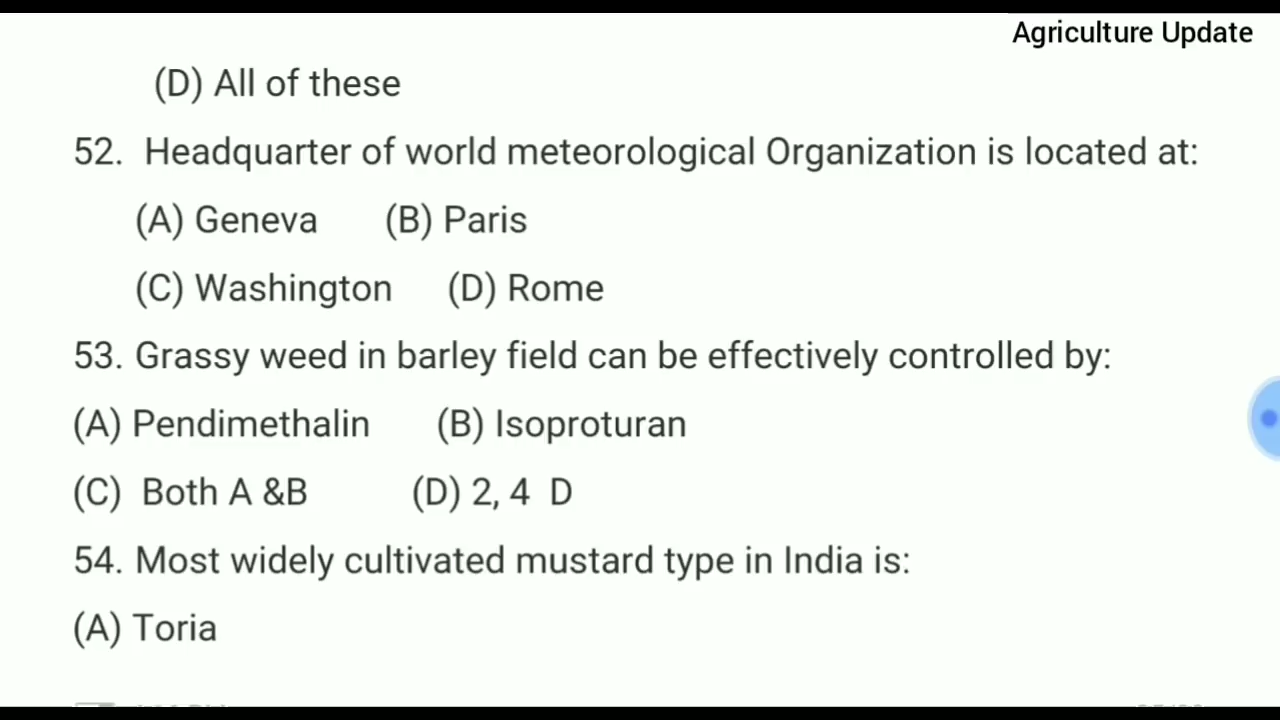 Agriculture Update
(D) All of these
52. Headquarter of world meteorological Organization is located at:
(A) Geneva (B) Paris
(C) Washington (D) Rome
53. Grassy weed in barley field can be effectively controlled by:
(A) Pendimethalin (B) Isoproturan
(C) Both A &B (D) 2, 4 D
54. Most widely cultivated mustard type in India is:
(A) Toria